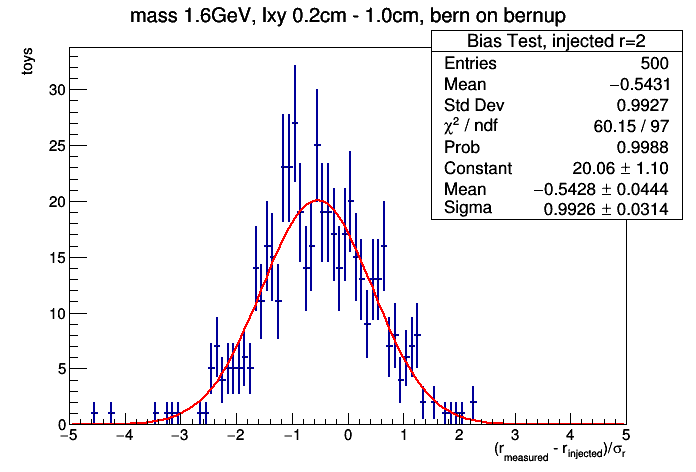 mass 1.6GeV, lxy 0.2cm - 1.0cm, bern on bernup
Bias Test, injected r=2
Entries 500
Mean −0.5431
Std Dev 0.9927
χ² / ndf 60.15 / 97
Prob 0.9988
Constant 20.06 ± 1.10
Mean −0.5428 ± 0.0444
Sigma 0.9926 ± 0.0314
toys
30
25
20
15
10
5
0
−5 −4 −3 −2 −1 0 1 2 3 4 5
(r_measured - r_injected)/σ_r